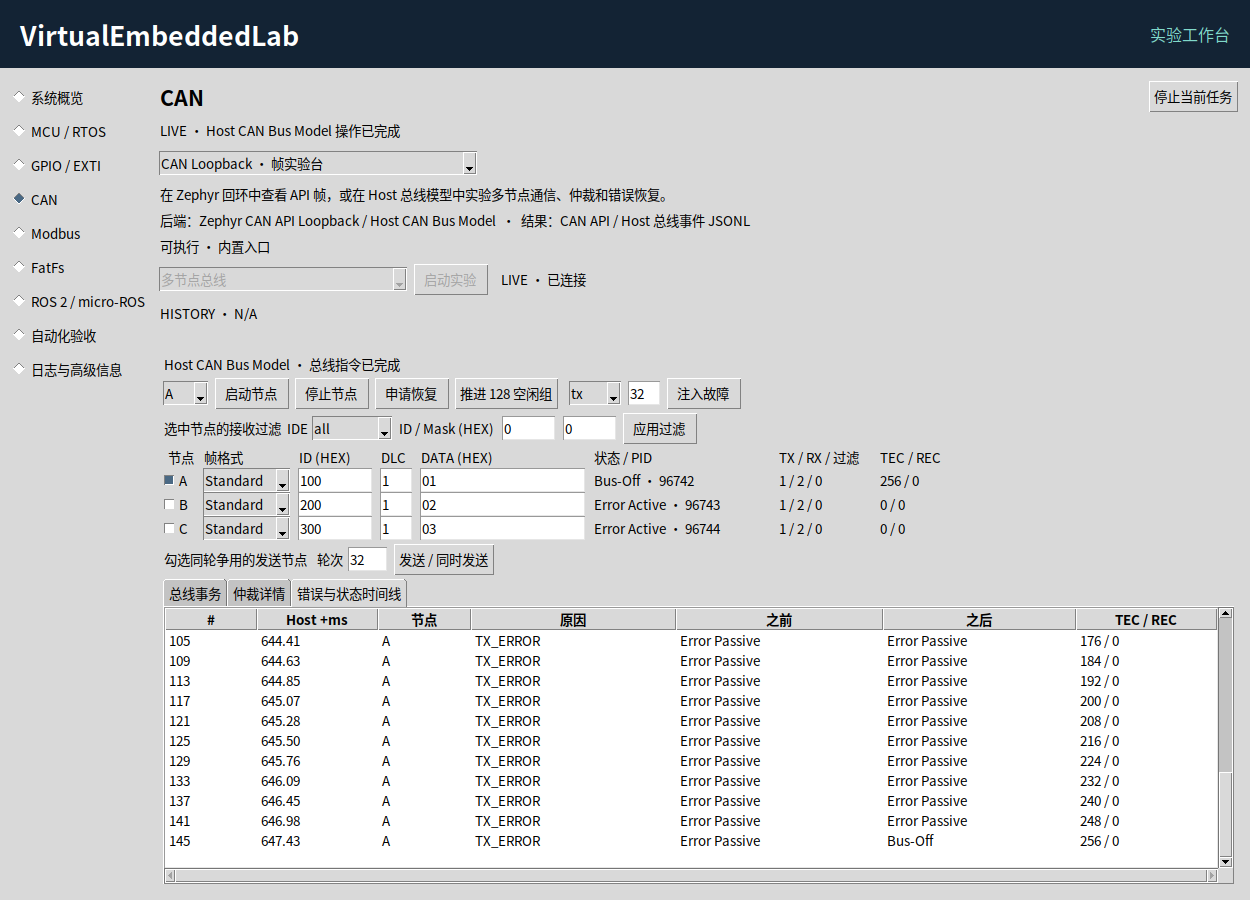 VirtualEmbeddedLab
实验工作台
系统概览
MCU / RTOS
GPIO / EXTI
CAN
Modbus
FatFs
ROS 2 / micro-ROS
自动化验收
日志与高级信息
CAN
停止当前任务
LIVE · Host CAN Bus Model 操作已完成
CAN Loopback · 帧实验台
在 Zephyr 回环中查看 API 帧，或在 Host 总线模型中实验多节点通信、仲裁和错误恢复。
后端：Zephyr CAN API Loopback / Host CAN Bus Model · 结果：CAN API / Host 总线事件 JSONL
可执行 · 内置入口
多节点总线 启动实验 LIVE · 已连接
HISTORY · N/A
Host CAN Bus Model · 总线指令已完成
A 启动节点 停止节点 申请恢复 推进 128 空闲组 tx 32 注入故障
选中节点的接收过滤 IDE all ID / Mask (HEX) 0 0 应用过滤
节点 帧格式 ID (HEX) DLC DATA (HEX) 状态 / PID TX / RX / 过滤 TEC / REC
A Standard 100 1 01 Bus-Off · 96742 1 / 2 / 0 256 / 0
B Standard 200 1 02 Error Active · 96743 1 / 2 / 0 0 / 0
C Standard 300 1 03 Error Active · 96744 1 / 2 / 0 0 / 0
勾选同轮争用的发送节点 轮次 32 发送 / 同时发送
总线事务 仲裁详情 错误与状态时间线
# Host +ms 节点 原因 之前 之后 TEC / REC
105 644.41 A TX_ERROR Error Passive Error Passive 176 / 0
109 644.63 A TX_ERROR Error Passive Error Passive 184 / 0
113 644.85 A TX_ERROR Error Passive Error Passive 192 / 0
117 645.07 A TX_ERROR Error Passive Error Passive 200 / 0
121 645.28 A TX_ERROR Error Passive Error Passive 208 / 0
125 645.50 A TX_ERROR Error Passive Error Passive 216 / 0
129 645.76 A TX_ERROR Error Passive Error Passive 224 / 0
133 646.09 A TX_ERROR Error Passive Error Passive 232 / 0
137 646.45 A TX_ERROR Error Passive Error Passive 240 / 0
141 646.98 A TX_ERROR Error Passive Error Passive 248 / 0
145 647.43 A TX_ERROR Error Passive Bus-Off 256 / 0